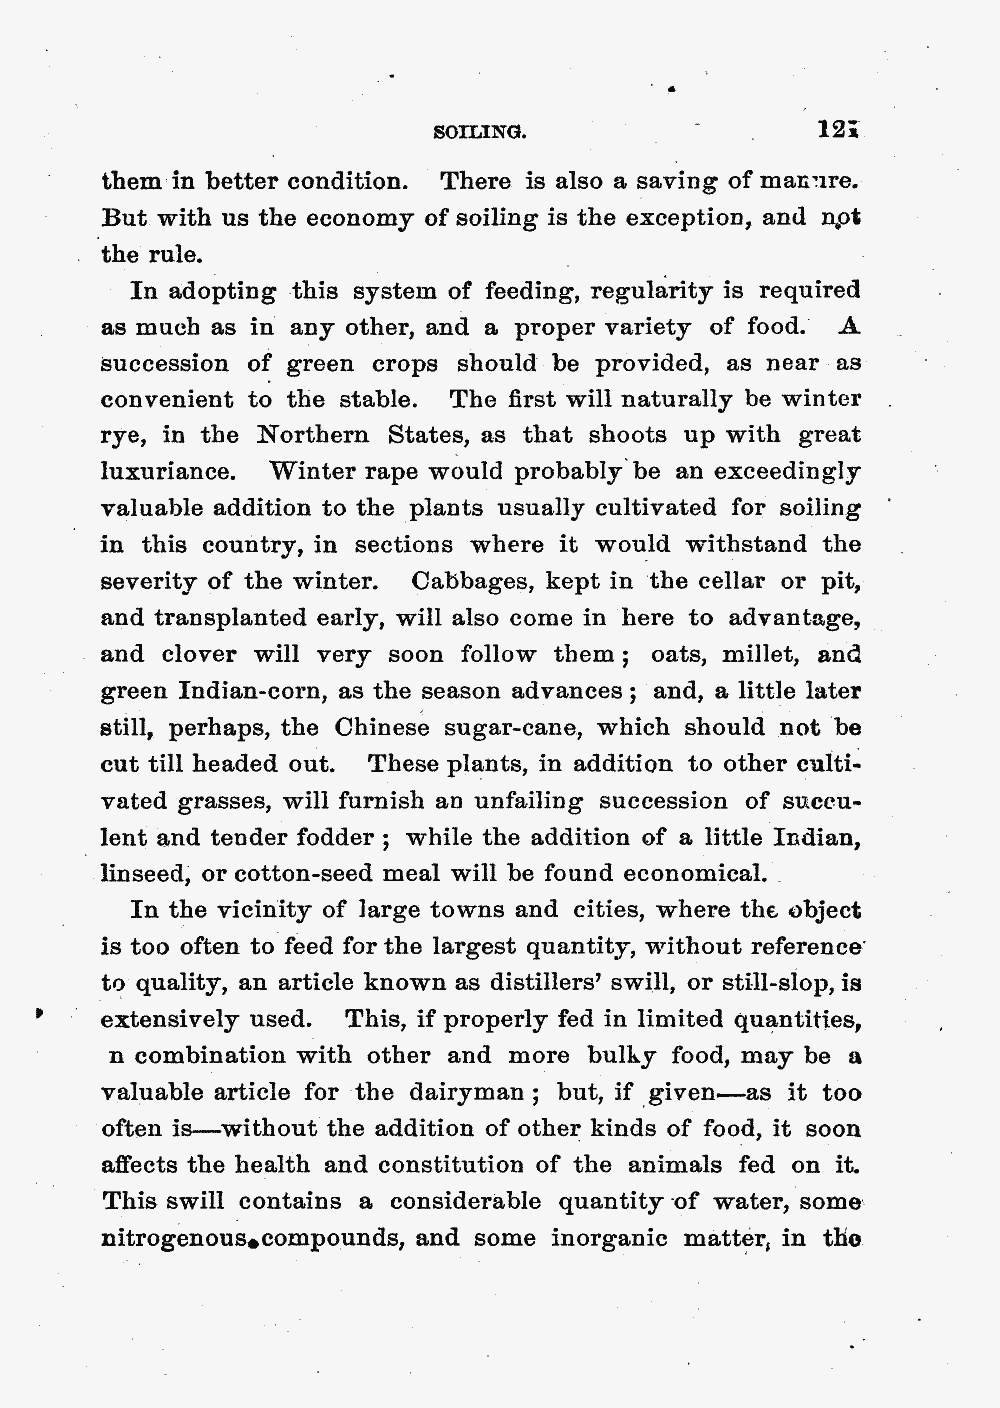 SOILING. 121
them in better condition. There is also a saving of manure.
But with us the economy of soiling is the exception, and not
the rule.
In adopting this system of feeding, regularity is required
as much as in any other, and a proper variety of food. A
succession of green crops should be provided, as near as
convenient to the stable. The first will naturally be winter
rye, in the Northern States, as that shoots up with great
luxuriance. Winter rape would probably be an exceedingly
valuable addition to the plants usually cultivated for soiling
in this country, in sections where it would withstand the
severity of the winter. Cabbages, kept in the cellar or pit,
and transplanted early, will also come in here to advantage,
and clover will very soon follow them ; oats, millet, and
green Indian-corn, as the season advances ; and, a little later
still, perhaps, the Chinese sugar-cane, which should not be
cut till headed out. These plants, in addition to other culti-
vated grasses, will furnish an unfailing succession of succu-
lent and tender fodder ; while the addition of a little Indian,
linseed, or cotton-seed meal will be found economical.
In the vicinity of large towns and cities, where the object
is too often to feed for the largest quantity, without reference
to quality, an article known as distillers' swill, or still-slop, is
extensively used. This, if properly fed in limited quantities,
n combination with other and more bulky food, may be a
valuable article for the dairyman ; but, if given—as it too
often is—without the addition of other kinds of food, it soon
affects the health and constitution of the animals fed on it.
This swill contains a considerable quantity of water, some
nitrogenous compounds, and some inorganic matter, in the